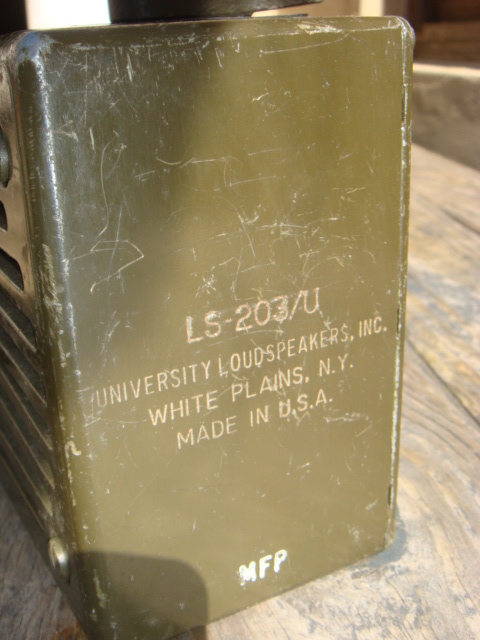 LS-203/U
UNIVERSITY LOUDSPEAKERS, INC.
WHITE PLAINS, N.Y.
MADE IN U.S.A.
MFP